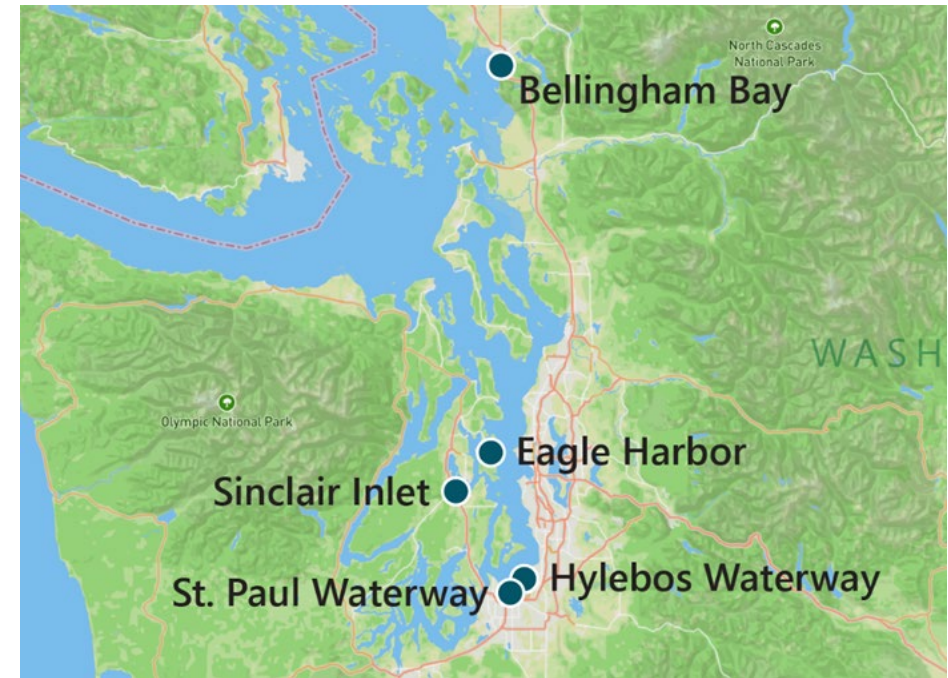 North Cascades
National Park
Bellingham Bay
WASH
Olympic National Park
Eagle Harbor
Sinclair Inlet
Hylebos Waterway
St. Paul Waterway